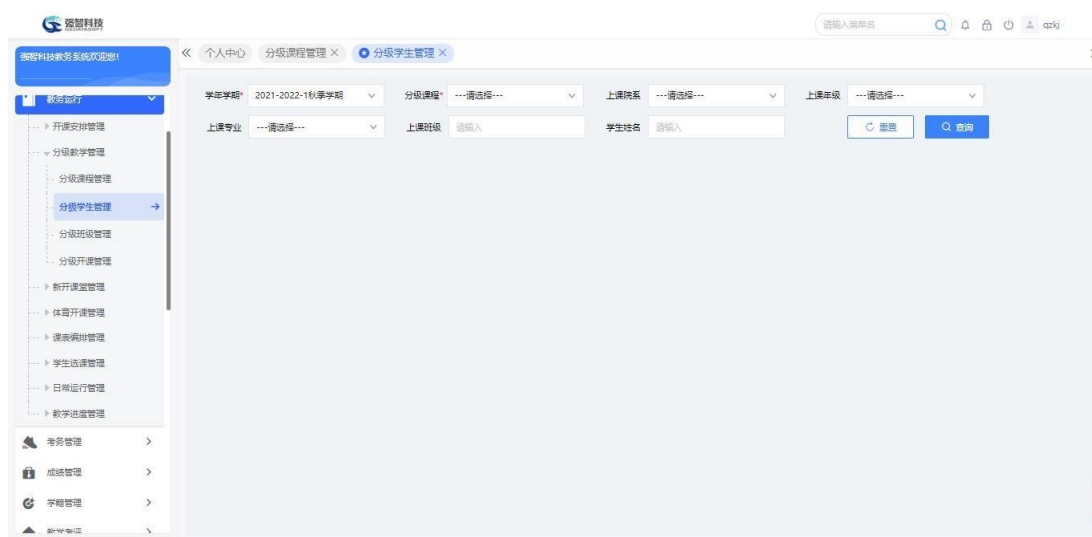 强智科技
QZDATASOFT
请输入菜单名
qzkj
强智科技教务系统欢迎您!
个人中心 分级课程管理 × 分级学生管理 ×
教务运行
开课安排管理
分级教学管理
分级课程管理
分级学生管理
分级班级管理
分级开课管理
新开课堂管理
体育开课管理
课表编排管理
学生选课管理
日常运行管理
教学进度管理
考务管理
成绩管理
学籍管理
教学考评
学年学期* 2021-2022-1秋季学期 分级课程* ---请选择--- 上课院系 ---请选择--- 上课年级 ---请选择---
上课专业 ---请选择--- 上课班级 请输入 学生姓名 请输入 重置 查询